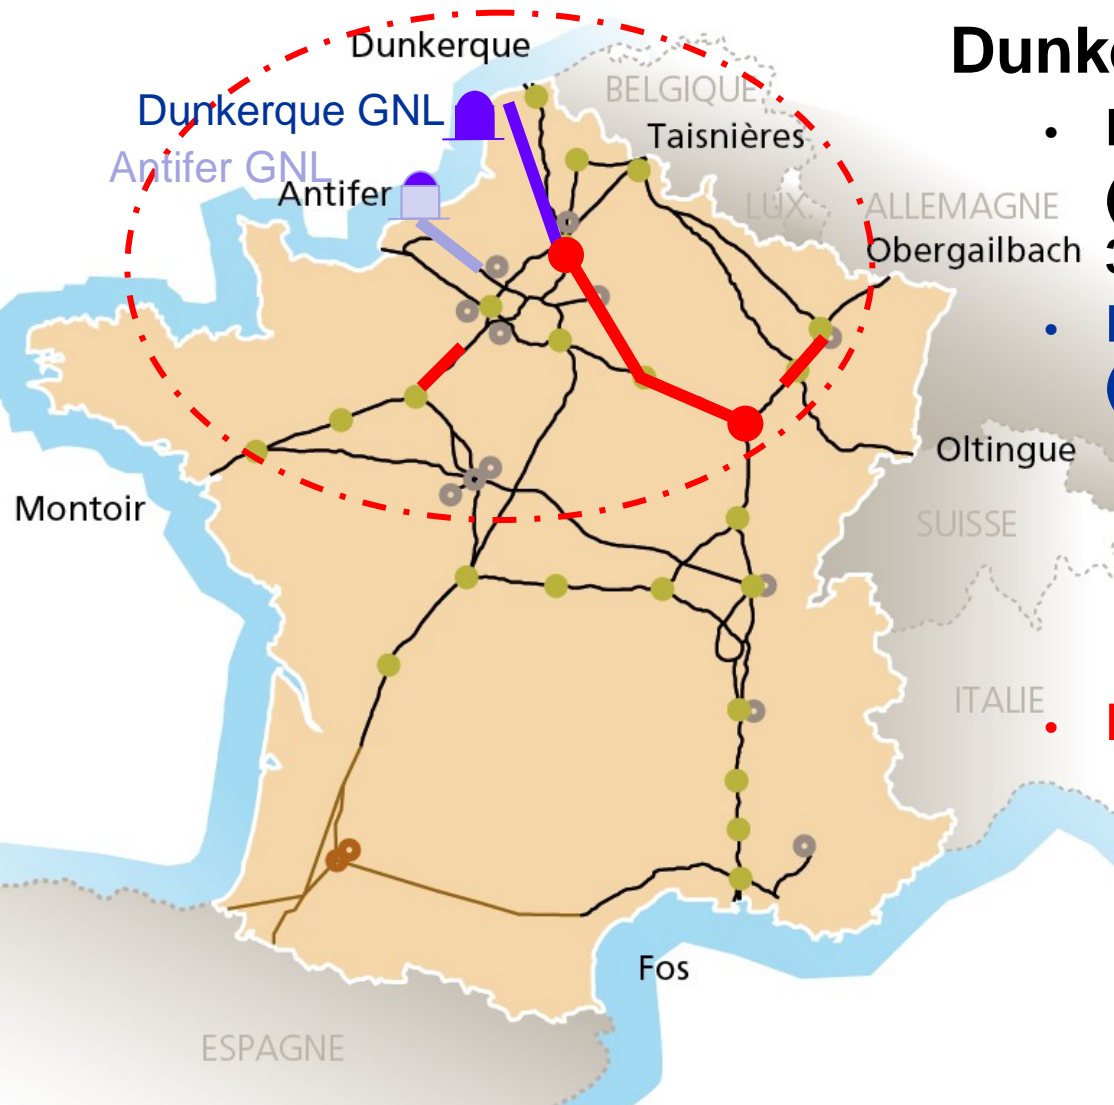 Dunkerque
Dunkerque GNL
BELGIQUE
Taisnières
Antifer GNL
Antifer
LUX.
ALLEMAGNE
Obergailbach
Oltingue
Montoir
SUISSE
ITALIE
Fos
ESPAGNE